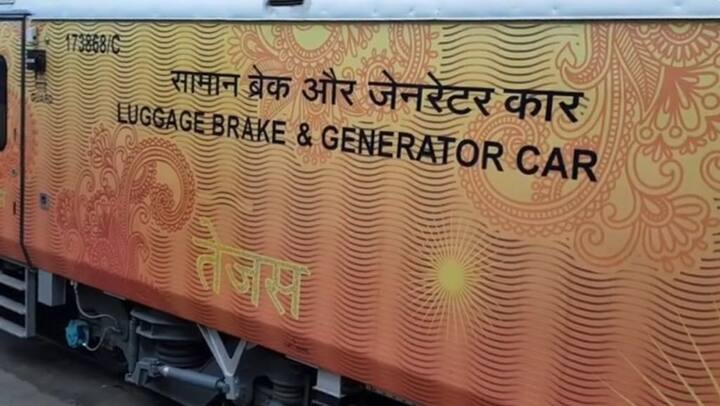 173868/C
सामान ब्रेक और जेनरेटर कार
LUGGAGE BRAKE & GENERATOR CAR
तेजस